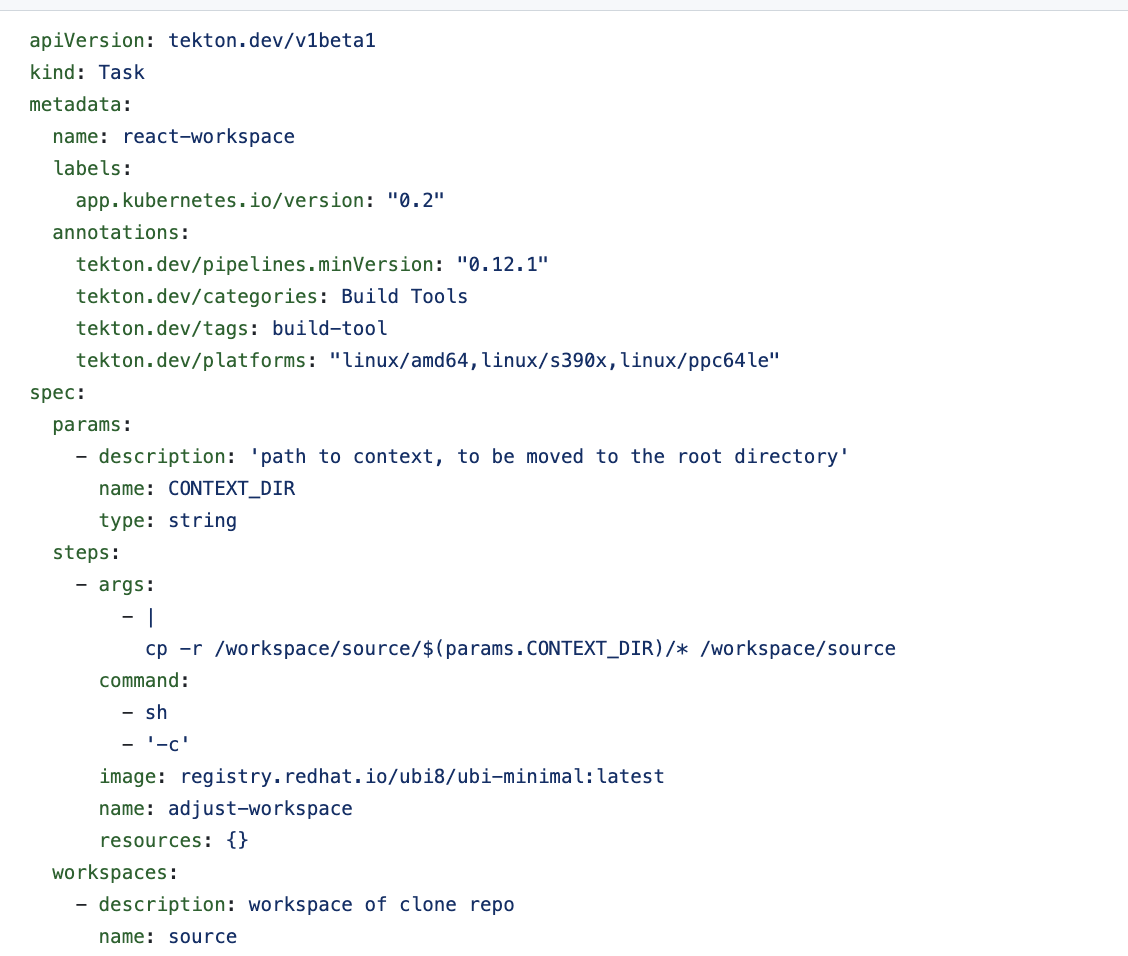 apiVersion: tekton.dev/v1beta1
kind: Task
metadata:
  name: react-workspace
  labels:
    app.kubernetes.io/version: "0.2"
  annotations:
    tekton.dev/pipelines.minVersion: "0.12.1"
    tekton.dev/categories: Build Tools
    tekton.dev/tags: build-tool
    tekton.dev/platforms: "linux/amd64,linux/s390x,linux/ppc64le"
spec:
  params:
    - description: 'path to context, to be moved to the root directory'
      name: CONTEXT_DIR
      type: string
  steps:
    - args:
        - |
          cp -r /workspace/source/$(params.CONTEXT_DIR)/* /workspace/source
      command:
        - sh
        - '-c'
      image: registry.redhat.io/ubi8/ubi-minimal:latest
      name: adjust-workspace
      resources: {}
  workspaces:
    - description: workspace of clone repo
      name: source